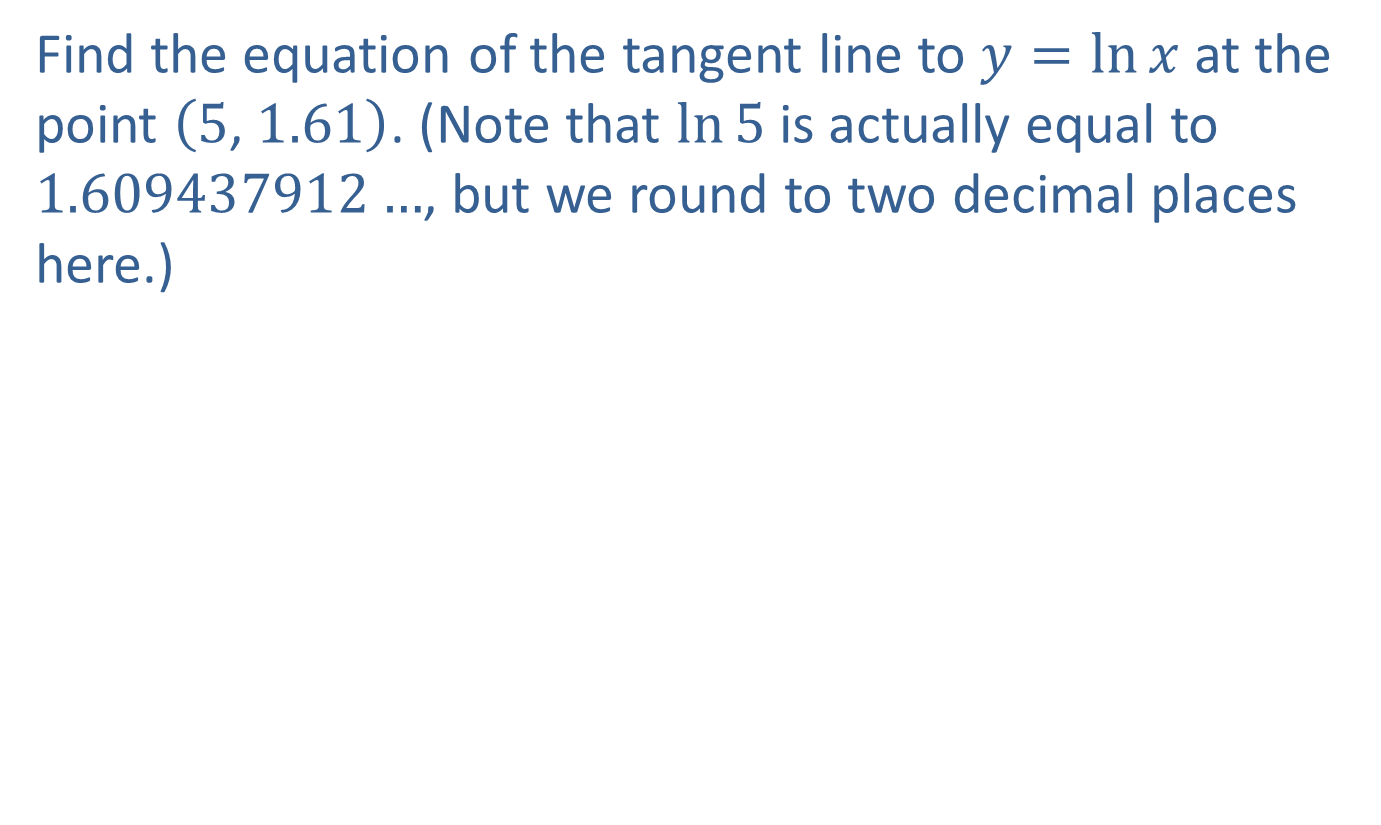 Find the equation of the tangent line to y = ln x at the
point (5, 1.61). (Note that ln 5 is actually equal to
1.609437912 ..., but we round to two decimal places
here.)